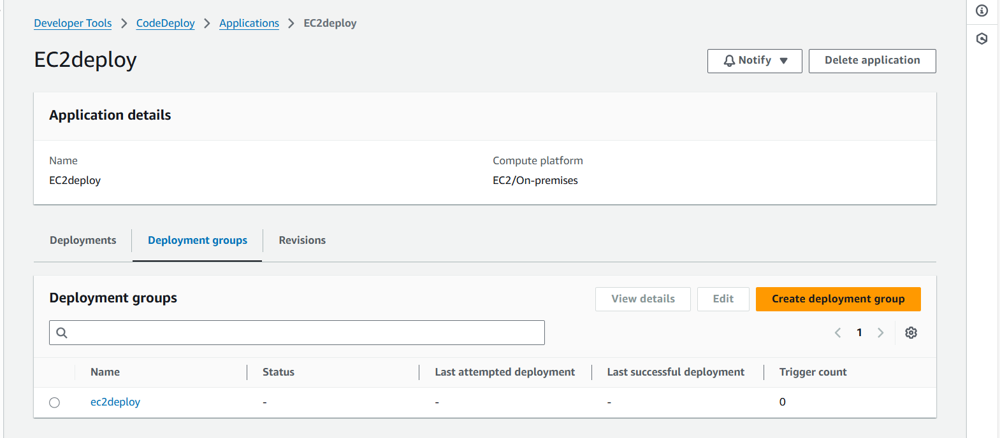 Developer Tools > CodeDeploy > Applications > EC2deploy
EC2deploy
Notify ▼ Delete application
Application details
Name Compute platform
EC2deploy EC2/On-premises
Deployments Deployment groups Revisions
Deployment groups View details Edit Create deployment group
< 1 >
Name Status Last attempted deployment Last successful deployment Trigger count
ec2deploy - - - 0